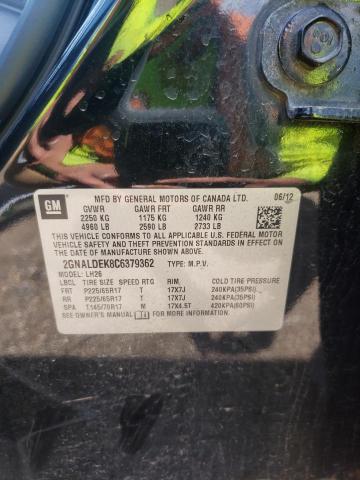 GM
MFD BY GENERAL MOTORS OF CANADA LTD.
06/12
GVWR GAWR FRT GAWR RR
2250 KG 1175 KG 1240 KG
4960 LB 2590 LB 2733 LB
THIS VEHICLE CONFORMS TO ALL APPLICABLE U.S. FEDERAL
MOTOR VEHICLE SAFETY AND THEFT PREVENTION STANDARDS
IN EFFECT ON THE DATE OF MANUFACTURE SHOWN ABOVE.
2GNALDEK8C6379362 TYPE: M.P.V.
MODEL: LH26
LBCL TIRE SIZE SPEED RTG RIM COLD TIRE PRESSURE
FRT P225/65R17 T 17X7J 240KPA(35PSI)
RR P225/65R17 T 17X7J 240KPA(35PSI)
SPA T145/70R17 M 17X4.5T 420KPA(60PSI)
SEE OWNER'S MANUAL FOR ADDITIONAL INFORMATION.